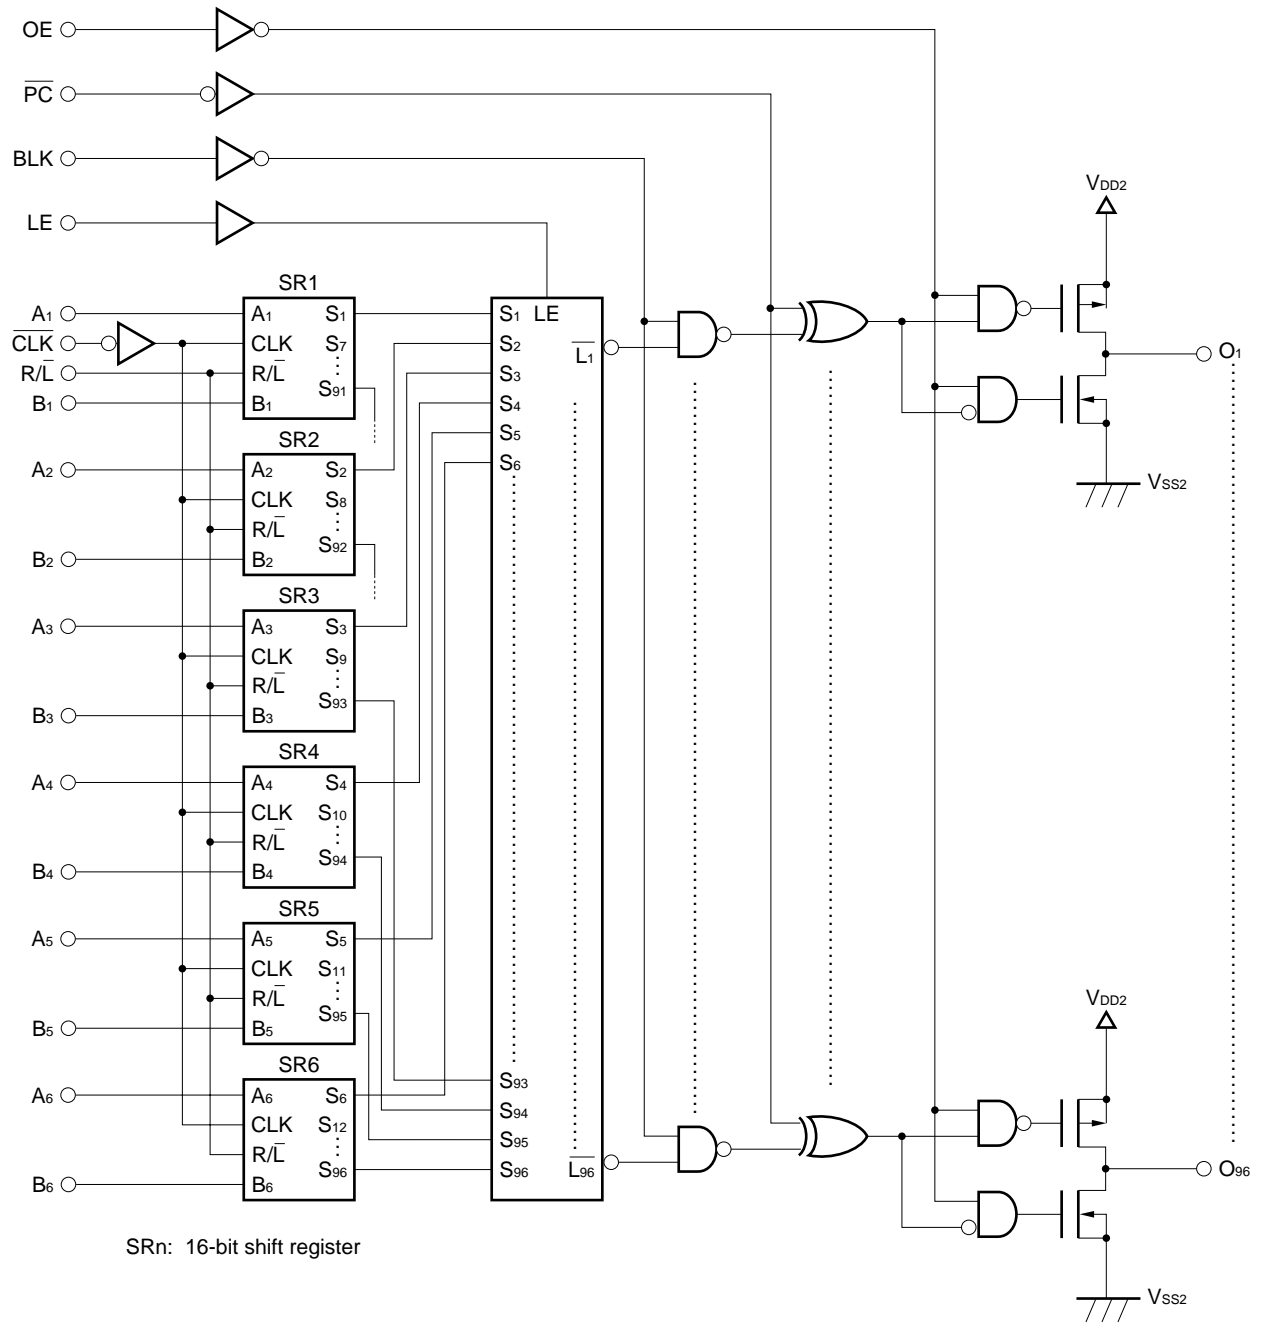 OE
P̅C̅
BLK
LE
VDD2
SR1
A1
A1 S1
S1 LE
C̅L̅K̅
CLK S7
S2
L̅1̅
O1
R/L̅
R/L̅ S91
S3
B1
B1
S4
SR2
S5
A2
A2 S2
S6
CLK S8
VSS2
R/L̅ S92
B2
B2
SR3
A3
A3 S3
CLK S9
R/L̅ S93
B3
B3
SR4
A4
A4 S4
CLK S10
R/L̅ S94
B4
B4
SR5
A5
A5 S5
CLK S11
R/L̅ S95
B5
B5
VDD2
SR6
S93
A6
A6 S6
S94
CLK S12
S95
R/L̅ S96
S96
L̅9̅6̅
O96
B6
B6
SRn: 16-bit shift register
VSS2